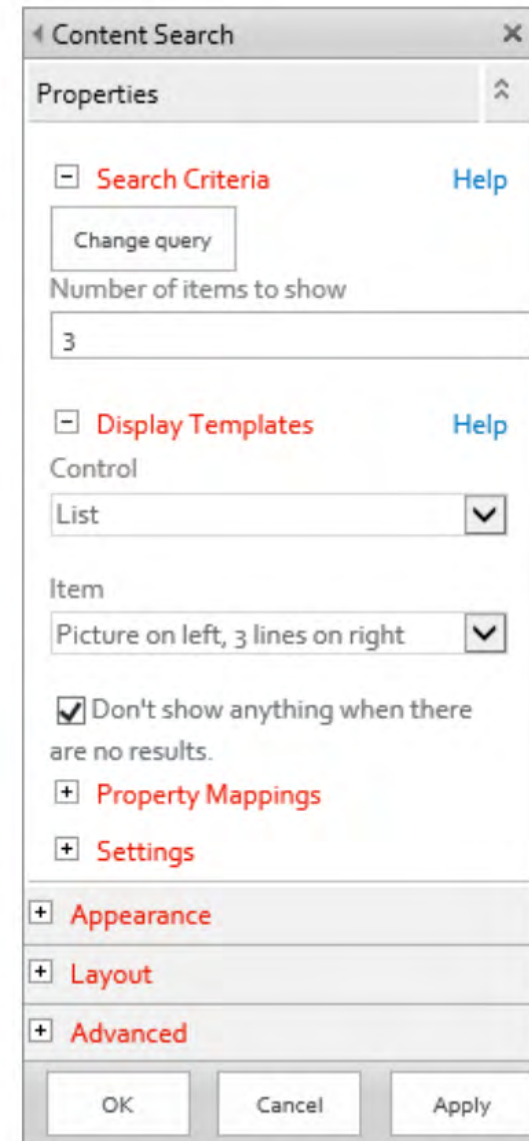 Content Search
Properties
Search Criteria Help
Change query
Number of items to show
3
Display Templates Help
Control
List
Item
Picture on left, 3 lines on right
Don't show anything when there
are no results.
Property Mappings
Settings
Appearance
Layout
Advanced
OK Cancel Apply